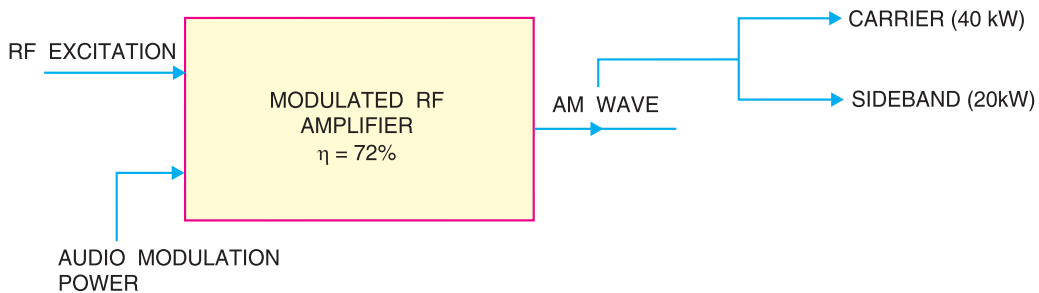 RF EXCITATION
MODULATED RF
AMPLIFIER
η = 72%
AUDIO MODULATION
POWER
AM WAVE
CARRIER (40 kW)
SIDEBAND (20kW)